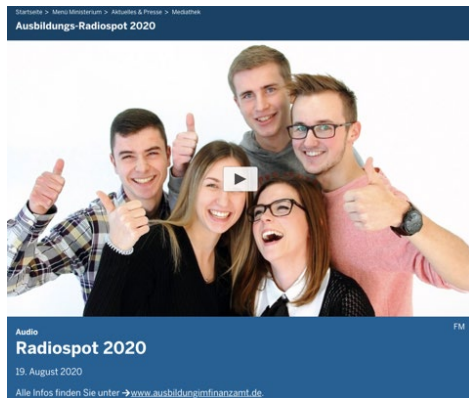 Startseite > Menü Ministerium > Aktuelles & Presse > Mediathek
Ausbildungs-Radiospot 2020
FM
Audio
Radiospot 2020
19. August 2020
Alle Infos finden Sie unter →www.ausbildungimfinanzamt.de.